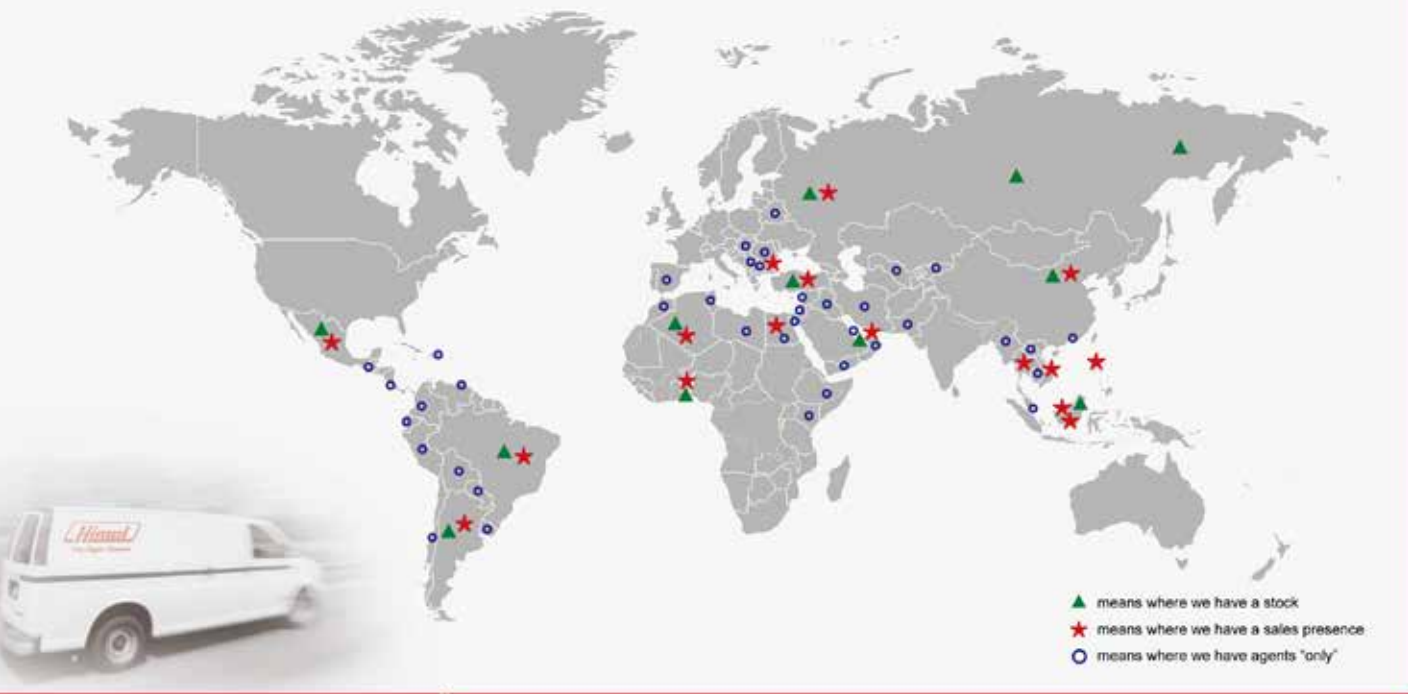 Himel
means where we have a stock
means where we have a sales presence
means where we have agents "only"